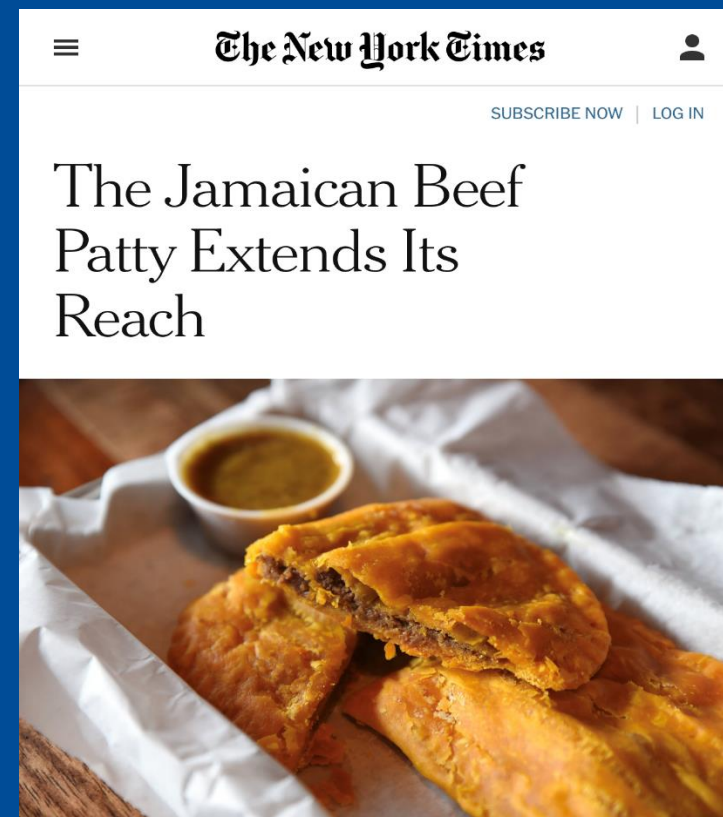 The New York Times
SUBSCRIBE NOW | LOG IN
The Jamaican Beef
Patty Extends Its
Reach